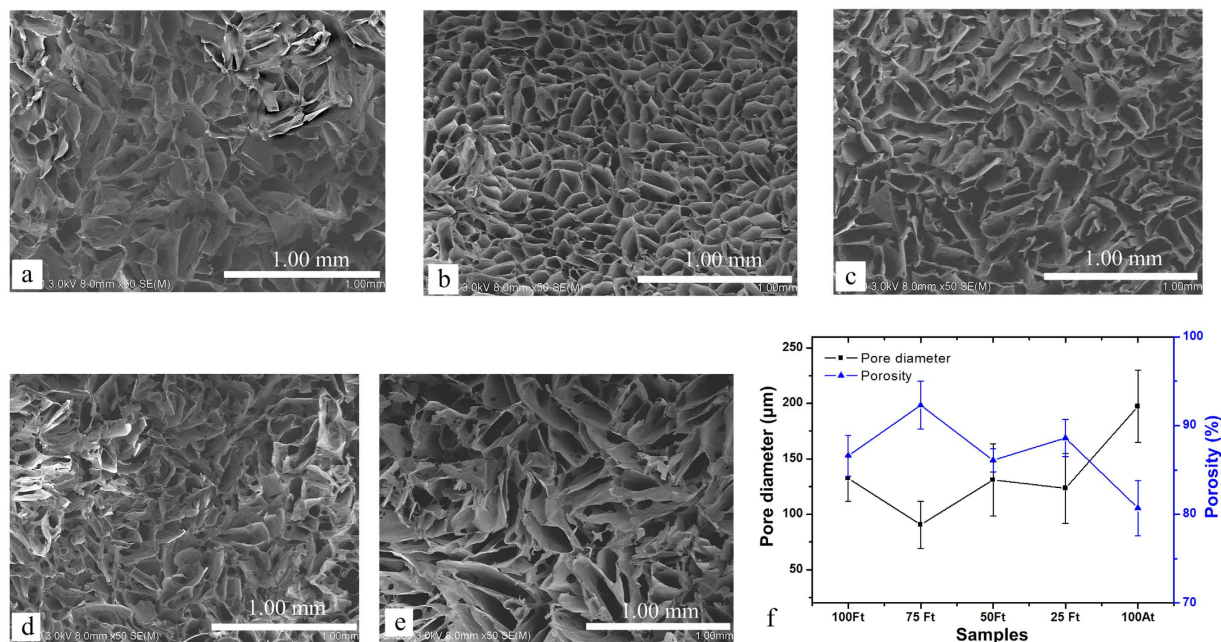 1.00 mm
a
3.0kV 8.0mm x50 SE(M)
1.00mm
1.00 mm
b
3.0kV 8.0mm x50 SE(M)
1.00mm
1.00 mm
c
3.0kV 8.0mm x50 SE(M)
1.00mm
1.00 mm
d
3.0kV 8.0mm x50 SE(M)
1.00mm
1.00 mm
e
3.0kV 8.0mm x50 SE(M)
1.00mm
Pore diameter
Porosity
Pore diameter (μm)
250
200
150
100
50
Porosity (%)
100
90
80
70
100Ft 75 Ft 50Ft 25 Ft 100At
Samples
f